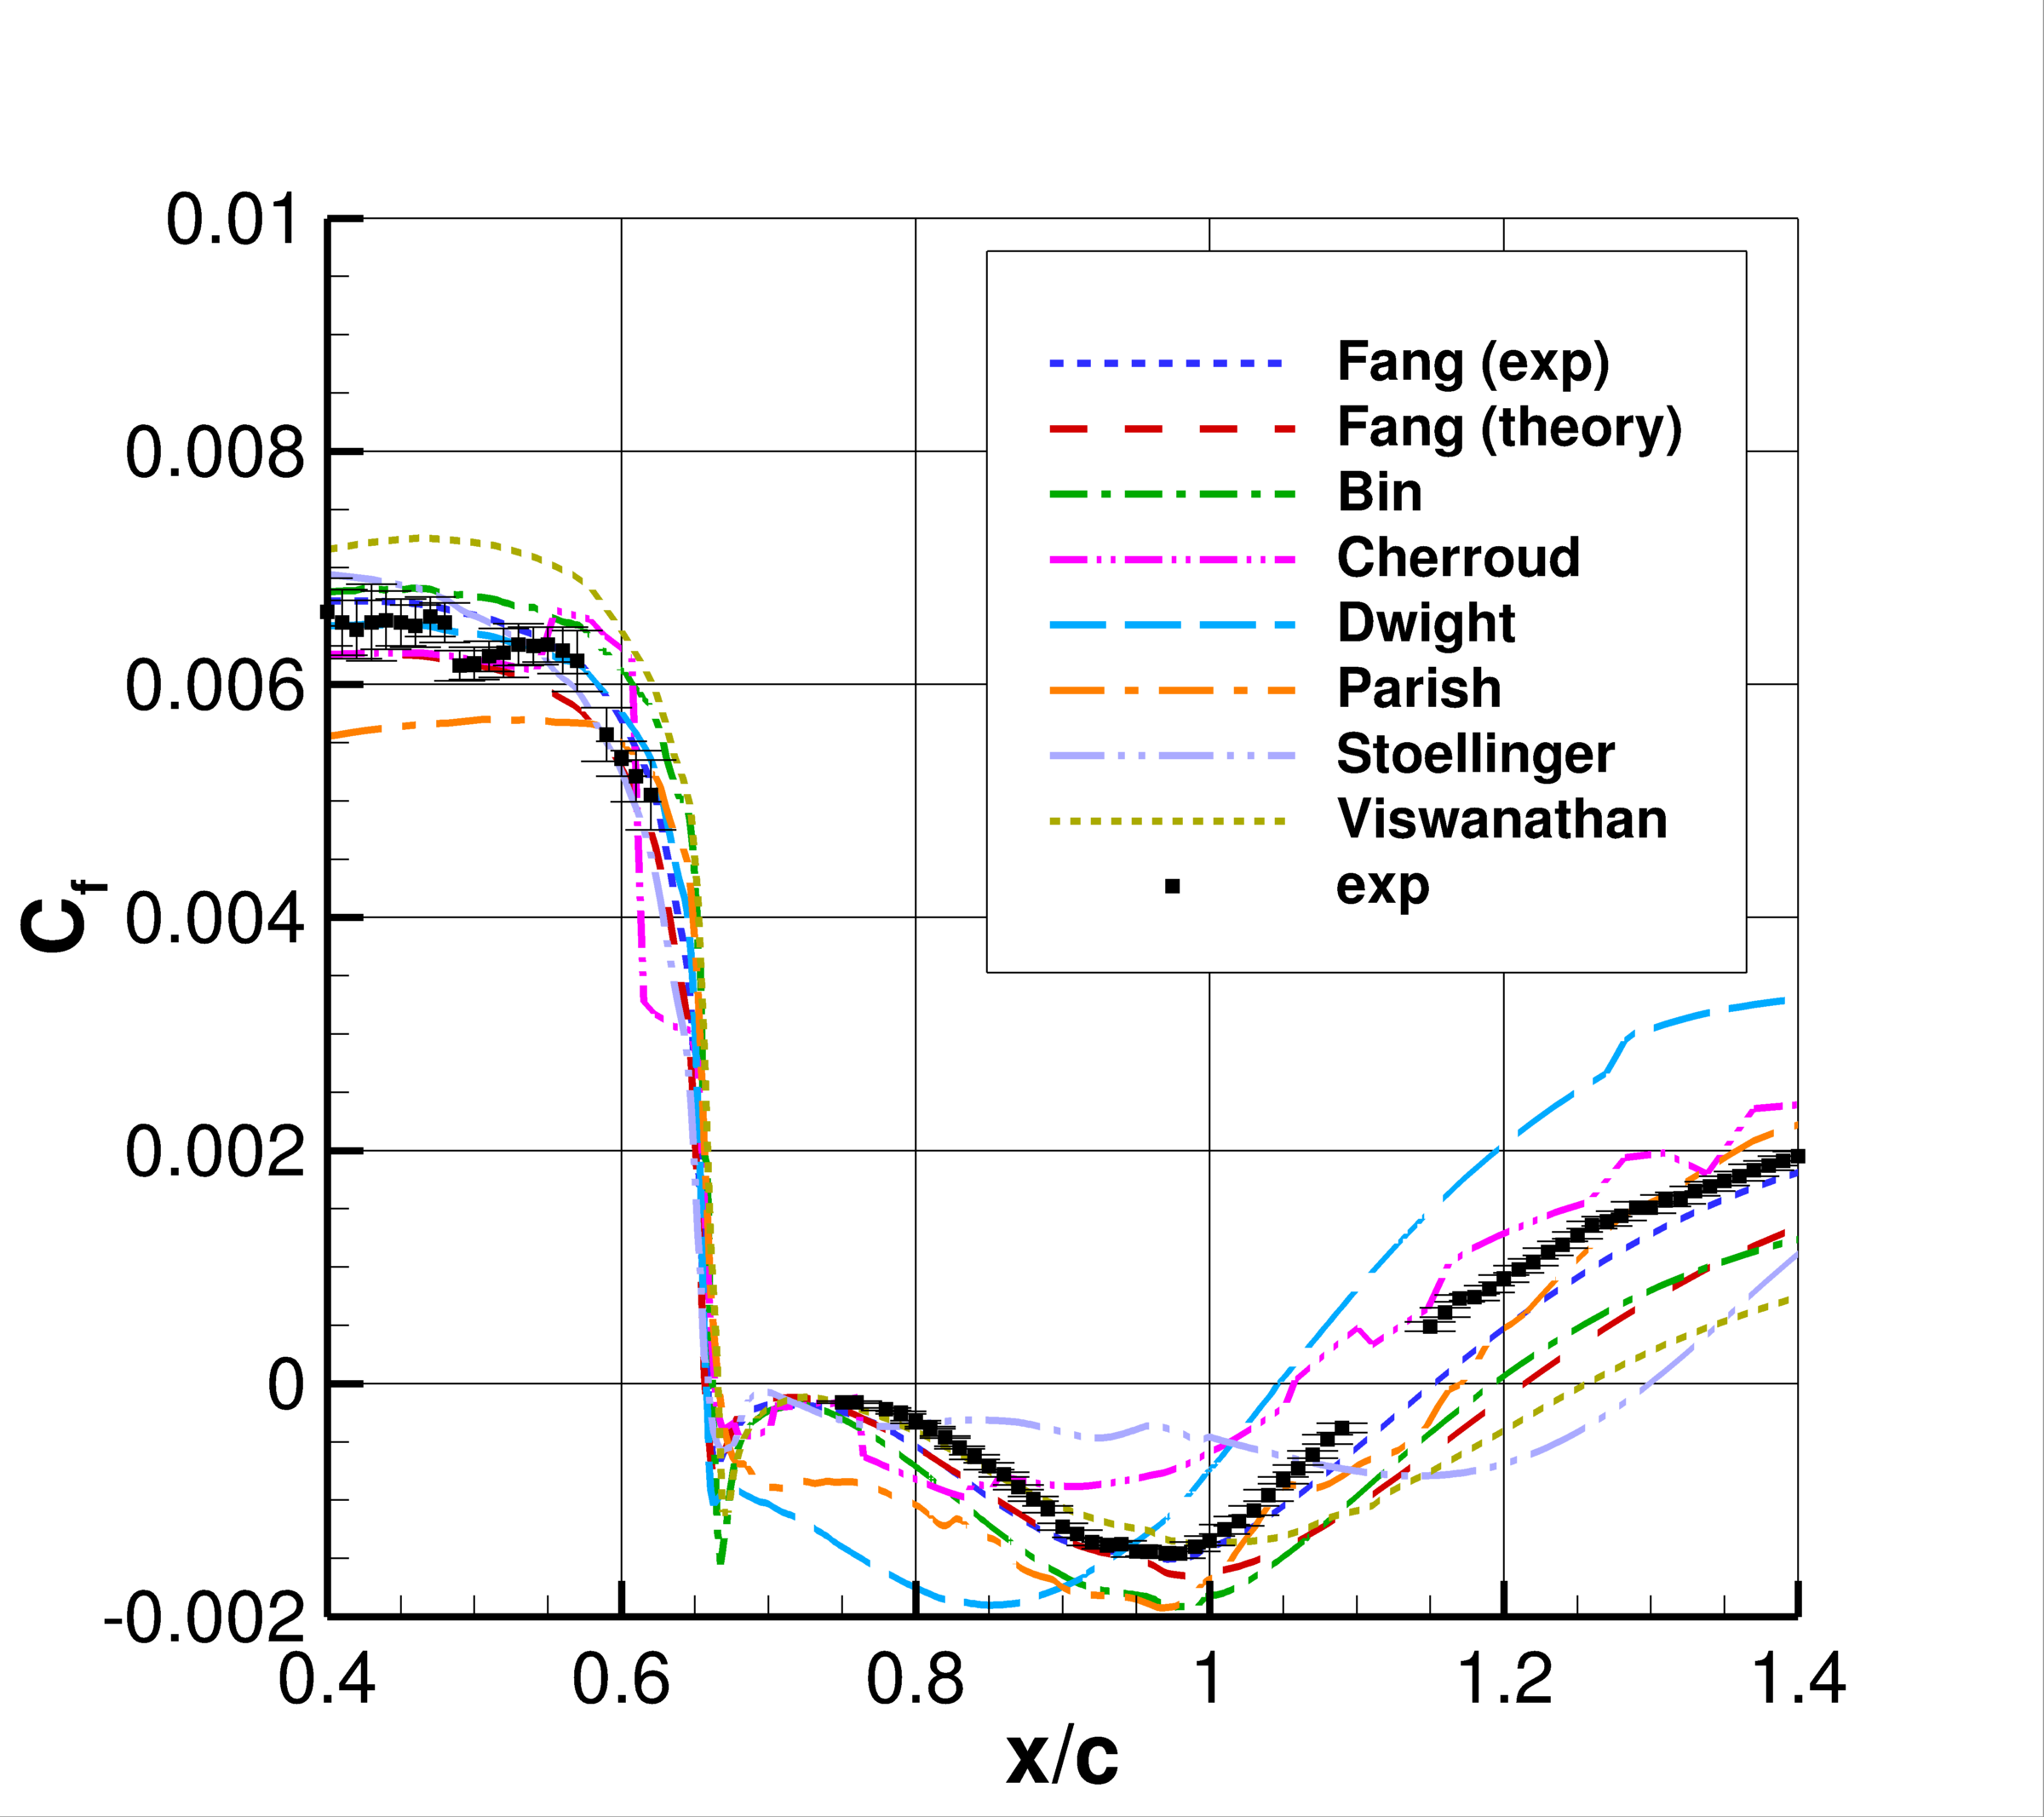 0.01
0.008
0.006
0.004
0.002
0
-0.002
C_f
Fang (exp)
Fang (theory)
Bin
Cherroud
Dwight
Parish
Stoellinger
Viswanathan
exp
0.4 0.6 0.8 1 1.2 1.4
x/c